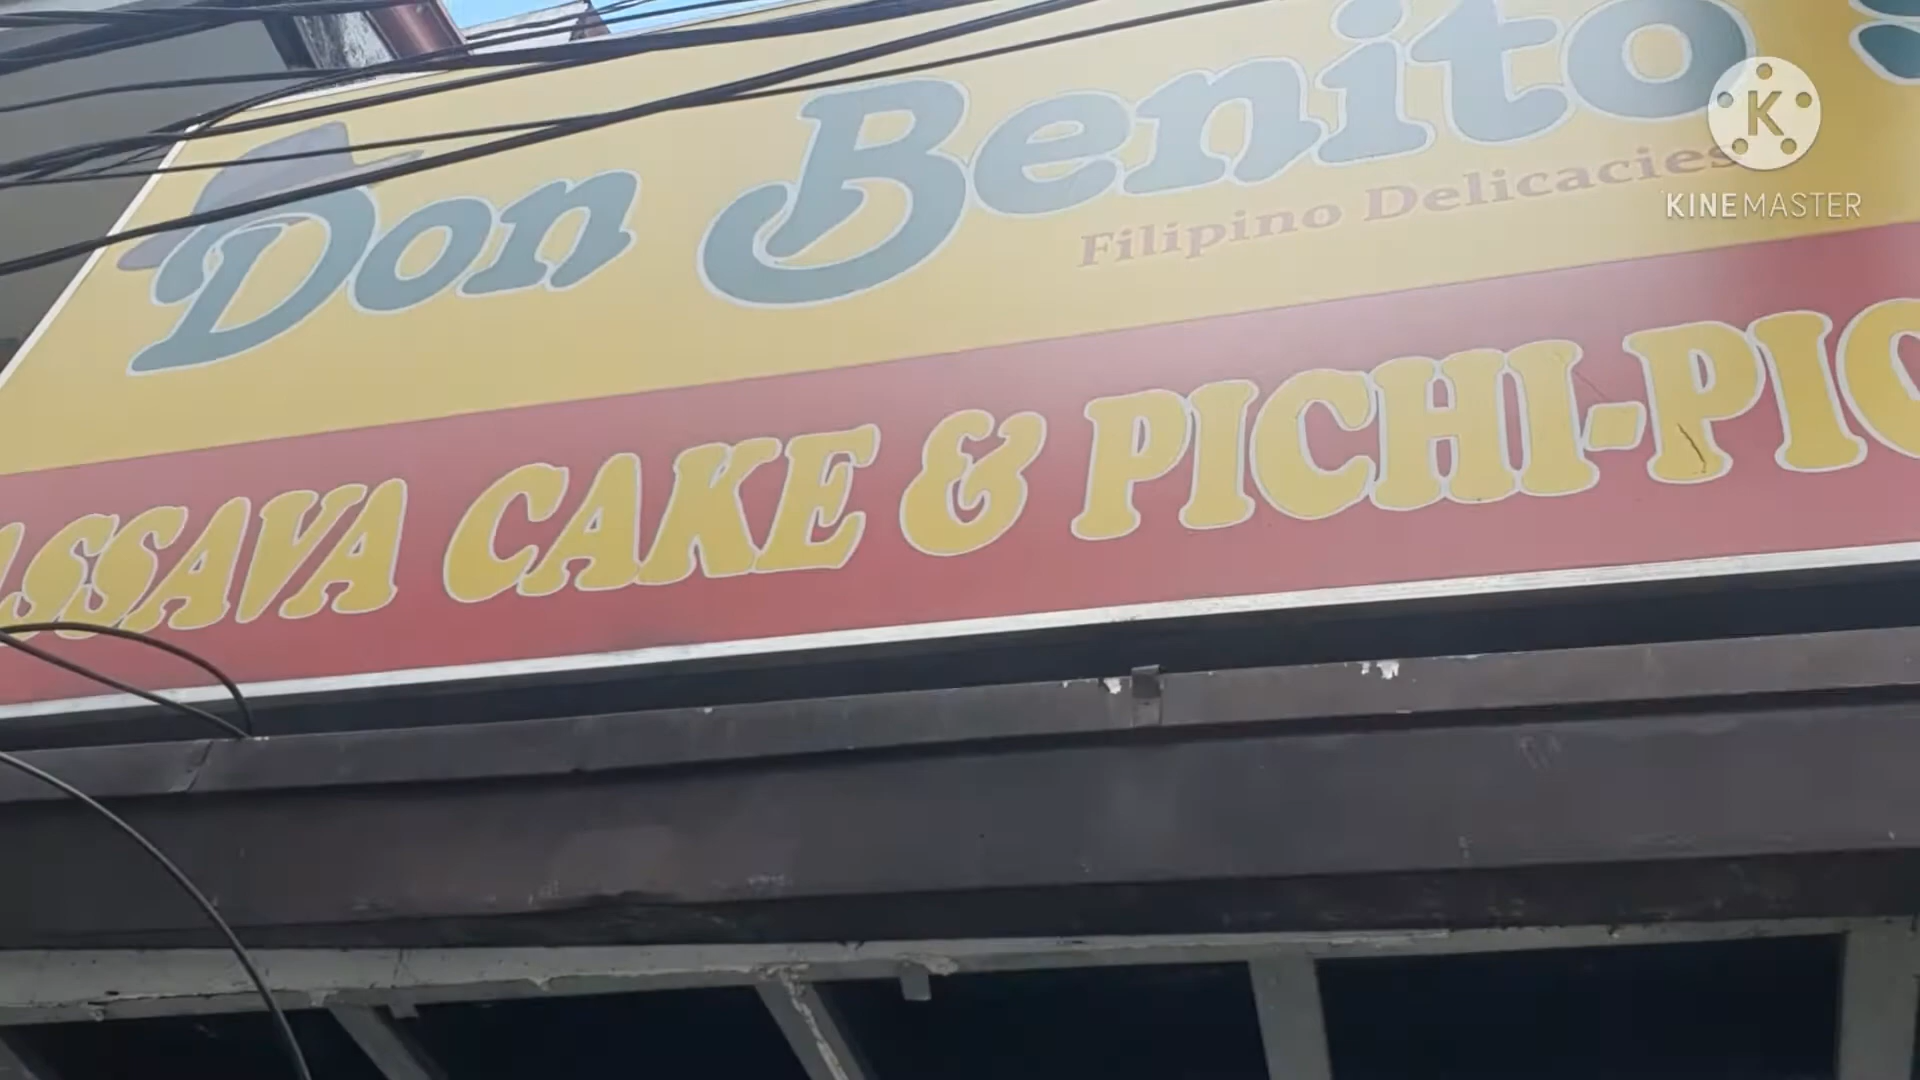 Don Benito
Filipino Delicacies
ASSAVA CAKE & PICHI-PIC
K
KINEMASTER